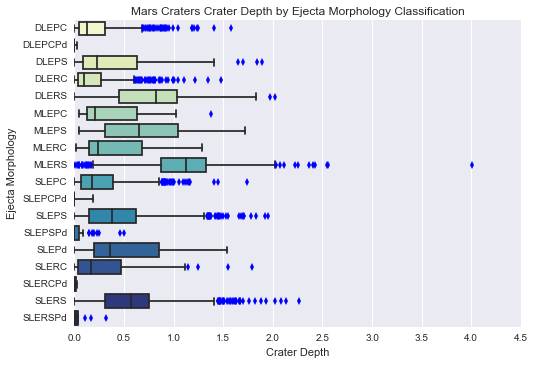 Mars Craters Crater Depth by Ejecta Morphology Classification
Ejecta Morphology
DLEPC
DLEPCPd
DLEPS
DLERC
DLERS
MLEPC
MLEPS
MLERC
MLERS
SLEPC
SLEPCPd
SLEPS
SLEPSPd
SLEPd
SLERC
SLERCPd
SLERS
SLERSPd
0.0 0.5 1.0 1.5 2.0 2.5 3.0 3.5 4.0 4.5
Crater Depth